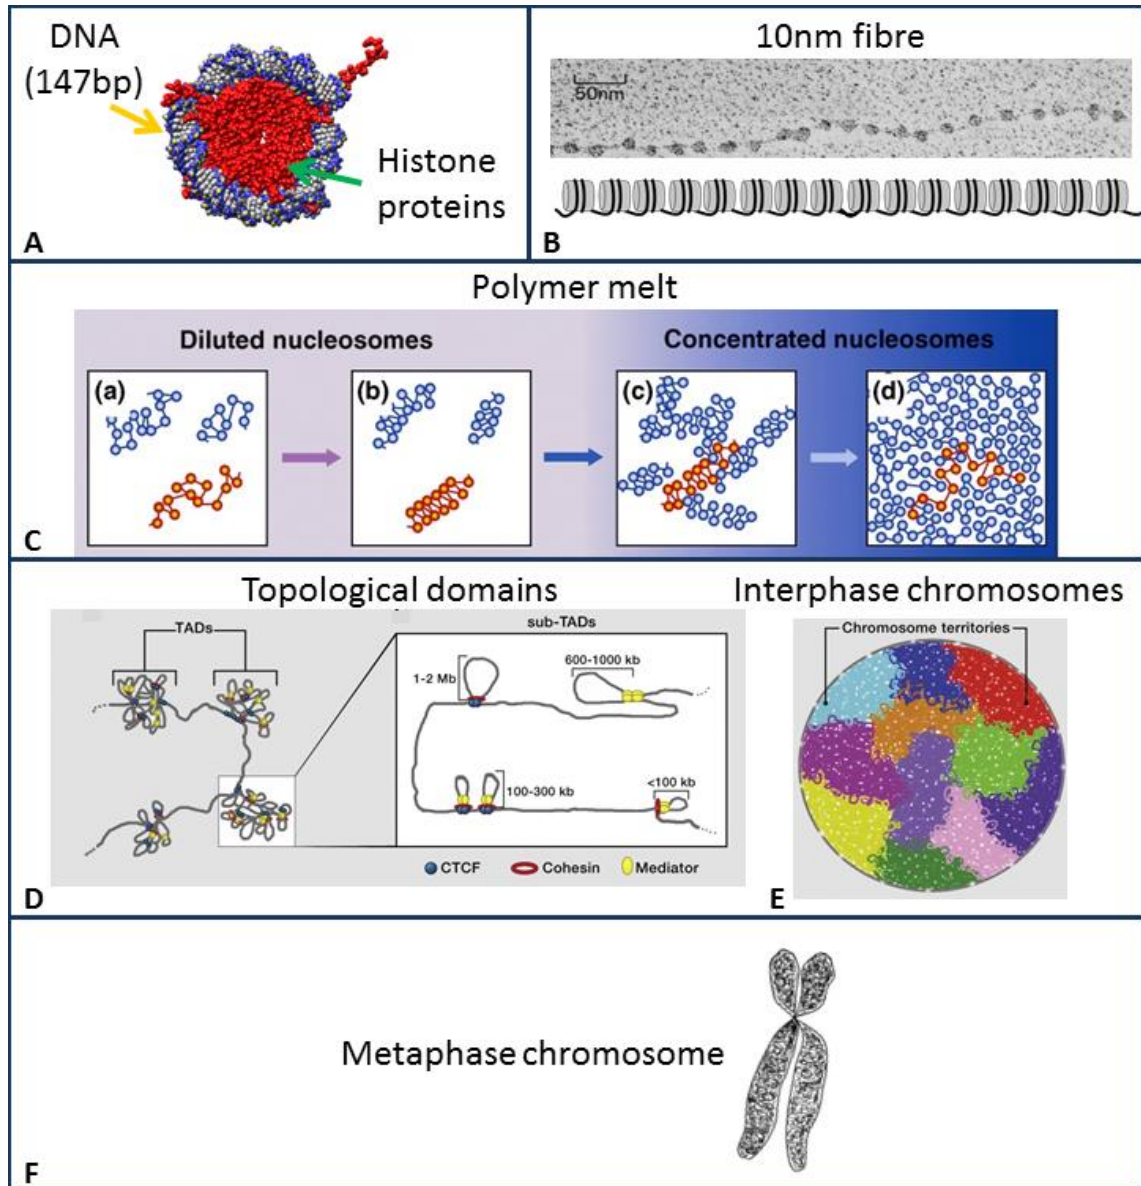 DNA
(147bp)
Histone
proteins
A
10nm fibre
50nm
B
Polymer melt
Diluted nucleosomes
Concentrated nucleosomes
(a)
(b)
(c)
(d)
C
Topological domains
TADs
sub-TADs
1-2 Mb
600-1000 kb
100-300 kb
<100 kb
CTCF
Cohesin
Mediator
D
Interphase chromosomes
Chromosome territories
E
Metaphase chromosome
F